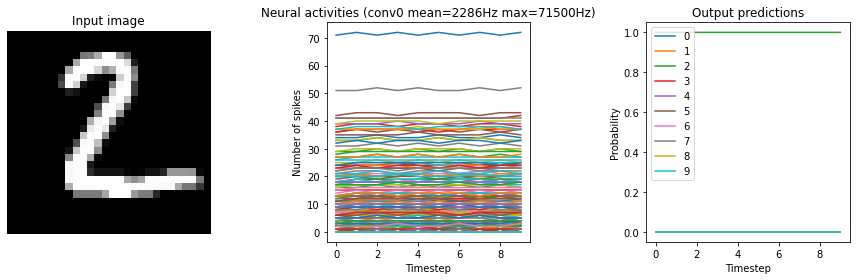 Input image
2
Neural activities (conv0 mean=2286Hz max=71500Hz)
Number of spikes
70
60
50
40
30
20
10
0
0 2 4 6 8
Timestep
Output predictions
Probability
1.0
0.8
0.6
0.4
0.2
0.0
0
1
2
3
4
5
6
7
8
9
0 2 4 6 8
Timestep